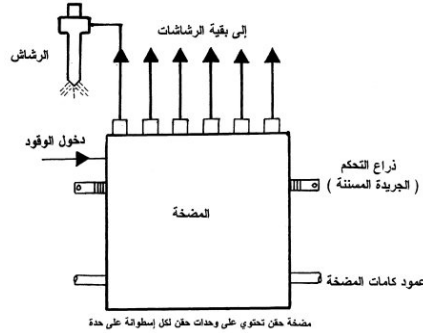 إلى بقية الرشاشات
الرشاش
دخول الوقود
ذراع التحكم
( الجريدة المسننة )
المضخة
عمود كامات المضخة
مضخة حقن تحتوي على وحدات حقن لكل إسطوانة على حدة